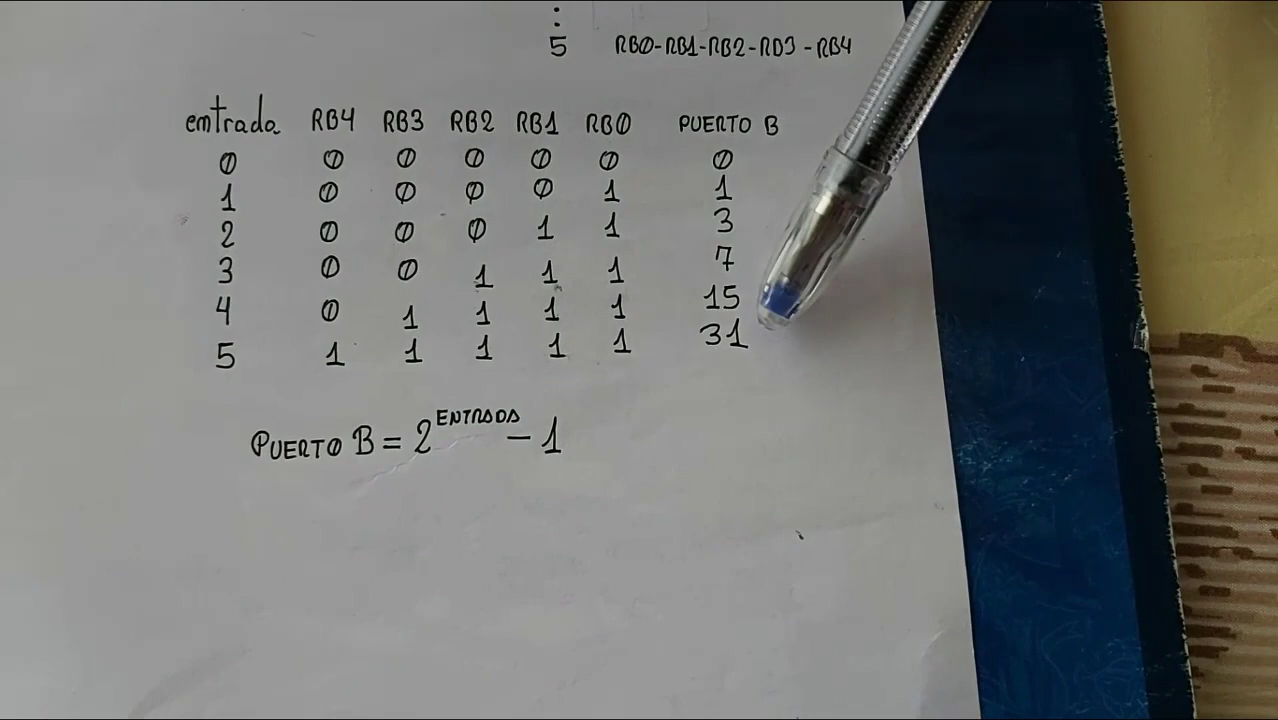 :
5 RB0-RB1-RB2-RD3-RB4
entrada RB4 RB3 RB2 RB1 RB0 PUERTO B
0 0 0 0 0 0 0
1 0 0 0 0 1 1
2 0 0 0 1 1 3
3 0 0 1 1 1 7
4 0 1 1 1 1 15
5 1 1 1 1 1 31
PUERTO B = 2^ENTRADA - 1